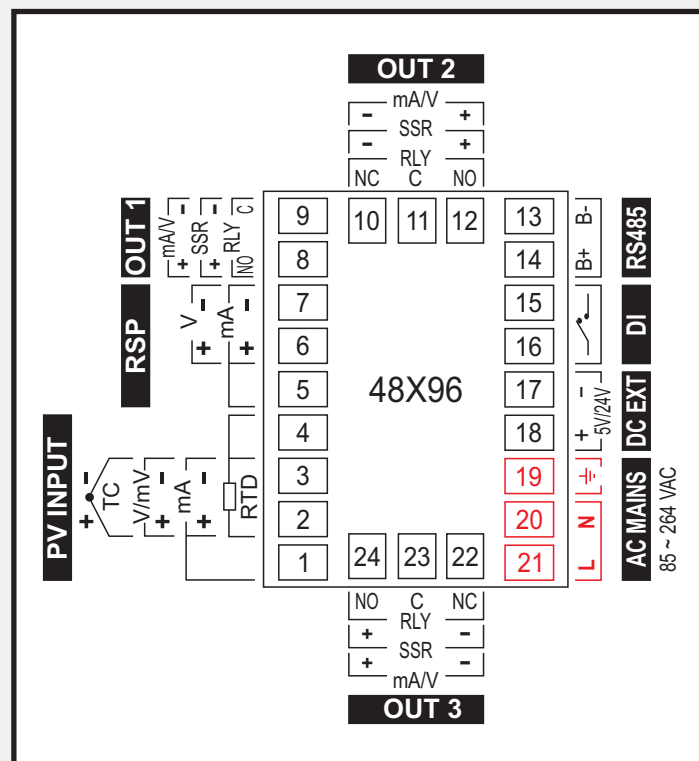 OUT 2
- mA/V +
- SSR +
RLY
NC C NO
OUT 1
mA/V + -
SSR + -
RLY NO C
RSP
V + -
mA + -
PV INPUT
TC + -
V/mV + -
mA + -
RTD
9
8
7
6
5
4
3
2
1
10 11 12
48X96
24 23 22
13
14
15
16
17
18
19
20
21
B-
B+
RS485
DI
+ -
5V/24V
DC EXT
L N
AC MAINS
85 ~ 264 VAC
NO C NC
RLY
+ SSR -
+ mA/V -
OUT 3